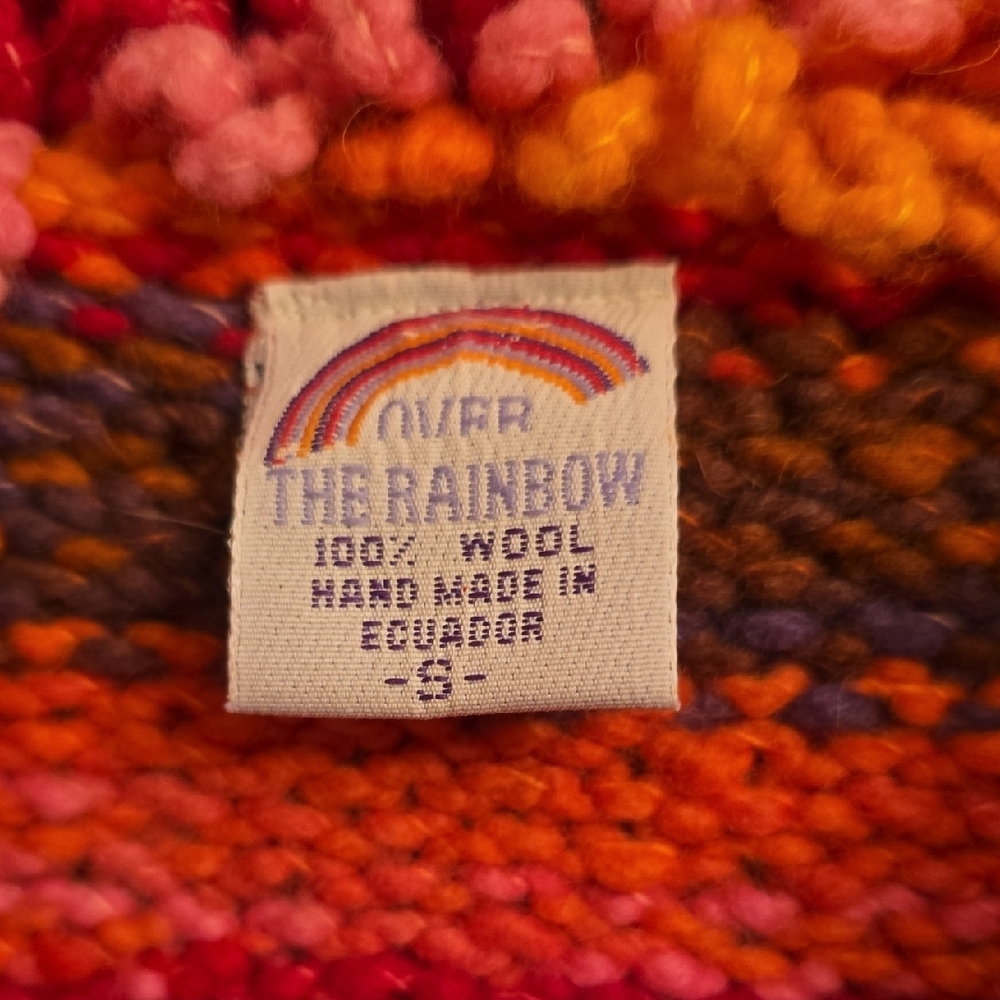 OVER
THE RAINBOW
100% WOOL
HAND MADE IN
ECUADOR
-S-